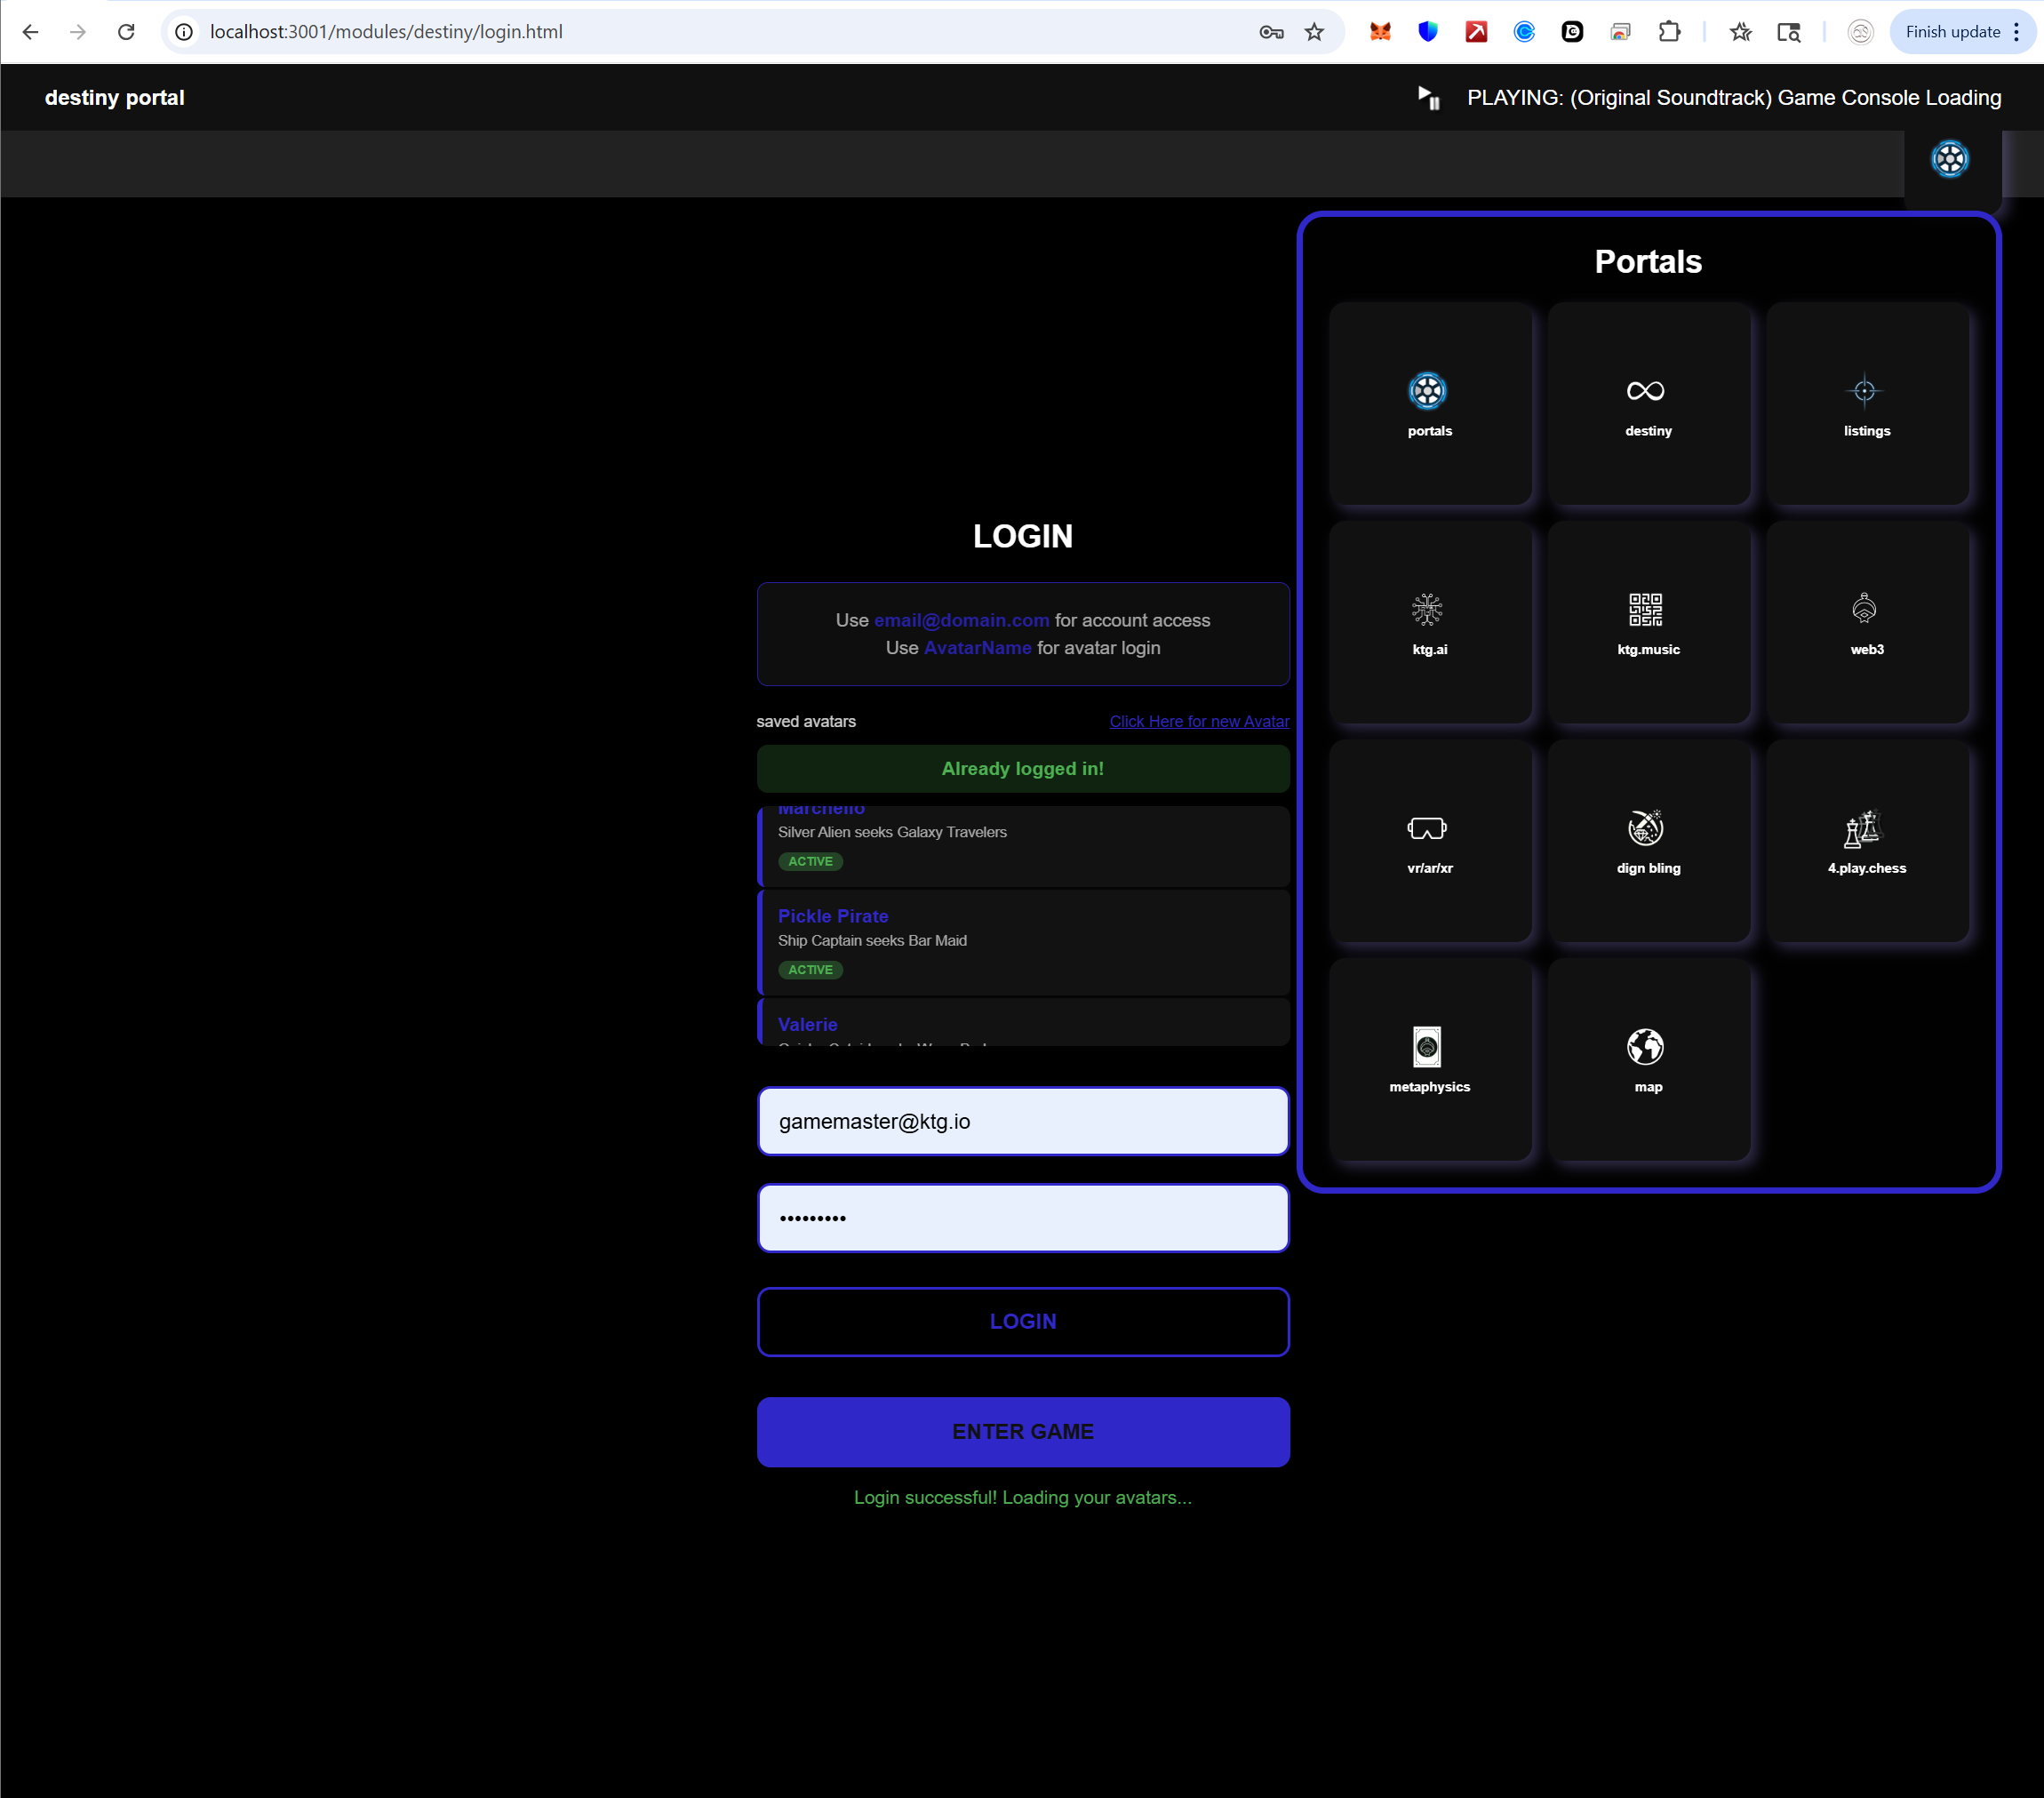 localhost:3001/modules/destiny/login.html
Finish update
destiny portal
PLAYING: (Original Soundtrack) Game Console Loading
Portals
portals
destiny
listings
ktg.ai
ktg.music
web3
vr/ar/xr
dign bling
4.play.chess
metaphysics
map
LOGIN
Use email@domain.com for account access
Use AvatarName for avatar login
saved avatars
Click Here for new Avatar
Already logged in!
Marchello
Silver Alien seeks Galaxy Travelers
ACTIVE
Pickle Pirate
Ship Captain seeks Bar Maid
ACTIVE
Valerie
gamemaster@ktg.io
•••••••••
LOGIN
ENTER GAME
Login successful! Loading your avatars...